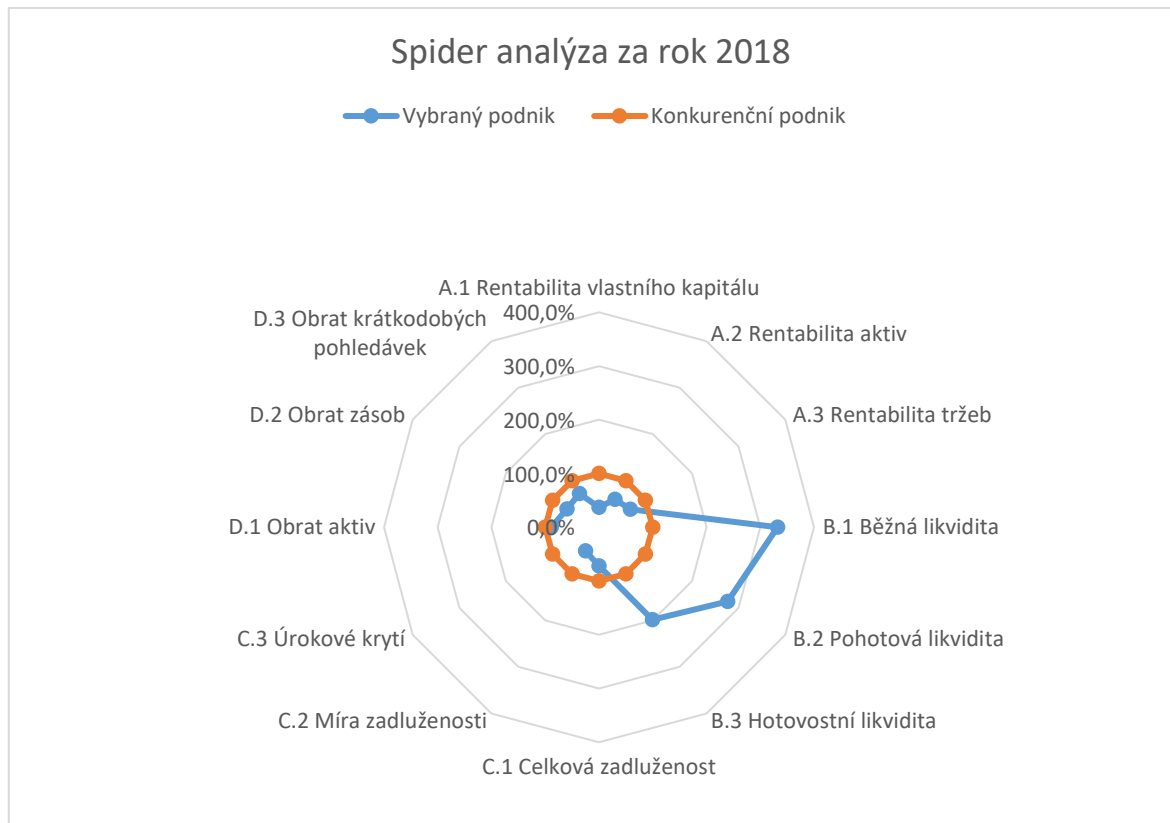 Spider analýza za rok 2018
Vybraný podnik
Konkurenční podnik
A.1 Rentabilita vlastního kapitálu
A.2 Rentabilita aktiv
A.3 Rentabilita tržeb
B.1 Běžná likvidita
B.2 Pohotová likvidita
B.3 Hotovostní likvidita
C.1 Celková zadluženost
C.2 Míra zadluženosti
C.3 Úrokové krytí
D.1 Obrat aktiv
D.2 Obrat zásob
D.3 Obrat krátkodobých
pohledávek
400,0%
300,0%
200,0%
100,0%
0,0%